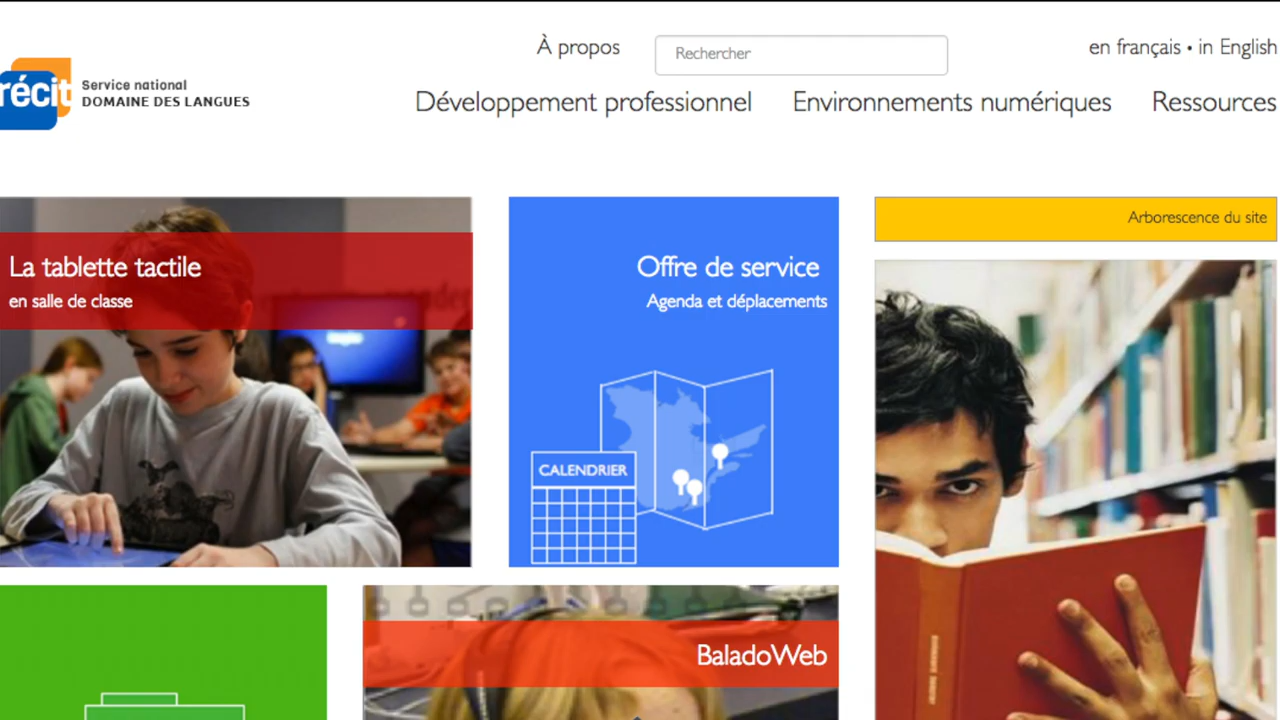 À propos
Rechercher
en français • in English
récit
Service national
DOMAINE DES LANGUES
Développement professionnel
Environnements numériques
Ressources
La tablette tactile
en salle de classe
Offre de service
Agenda et déplacements
CALENDRIER
Arborescence du site
BaladoWeb